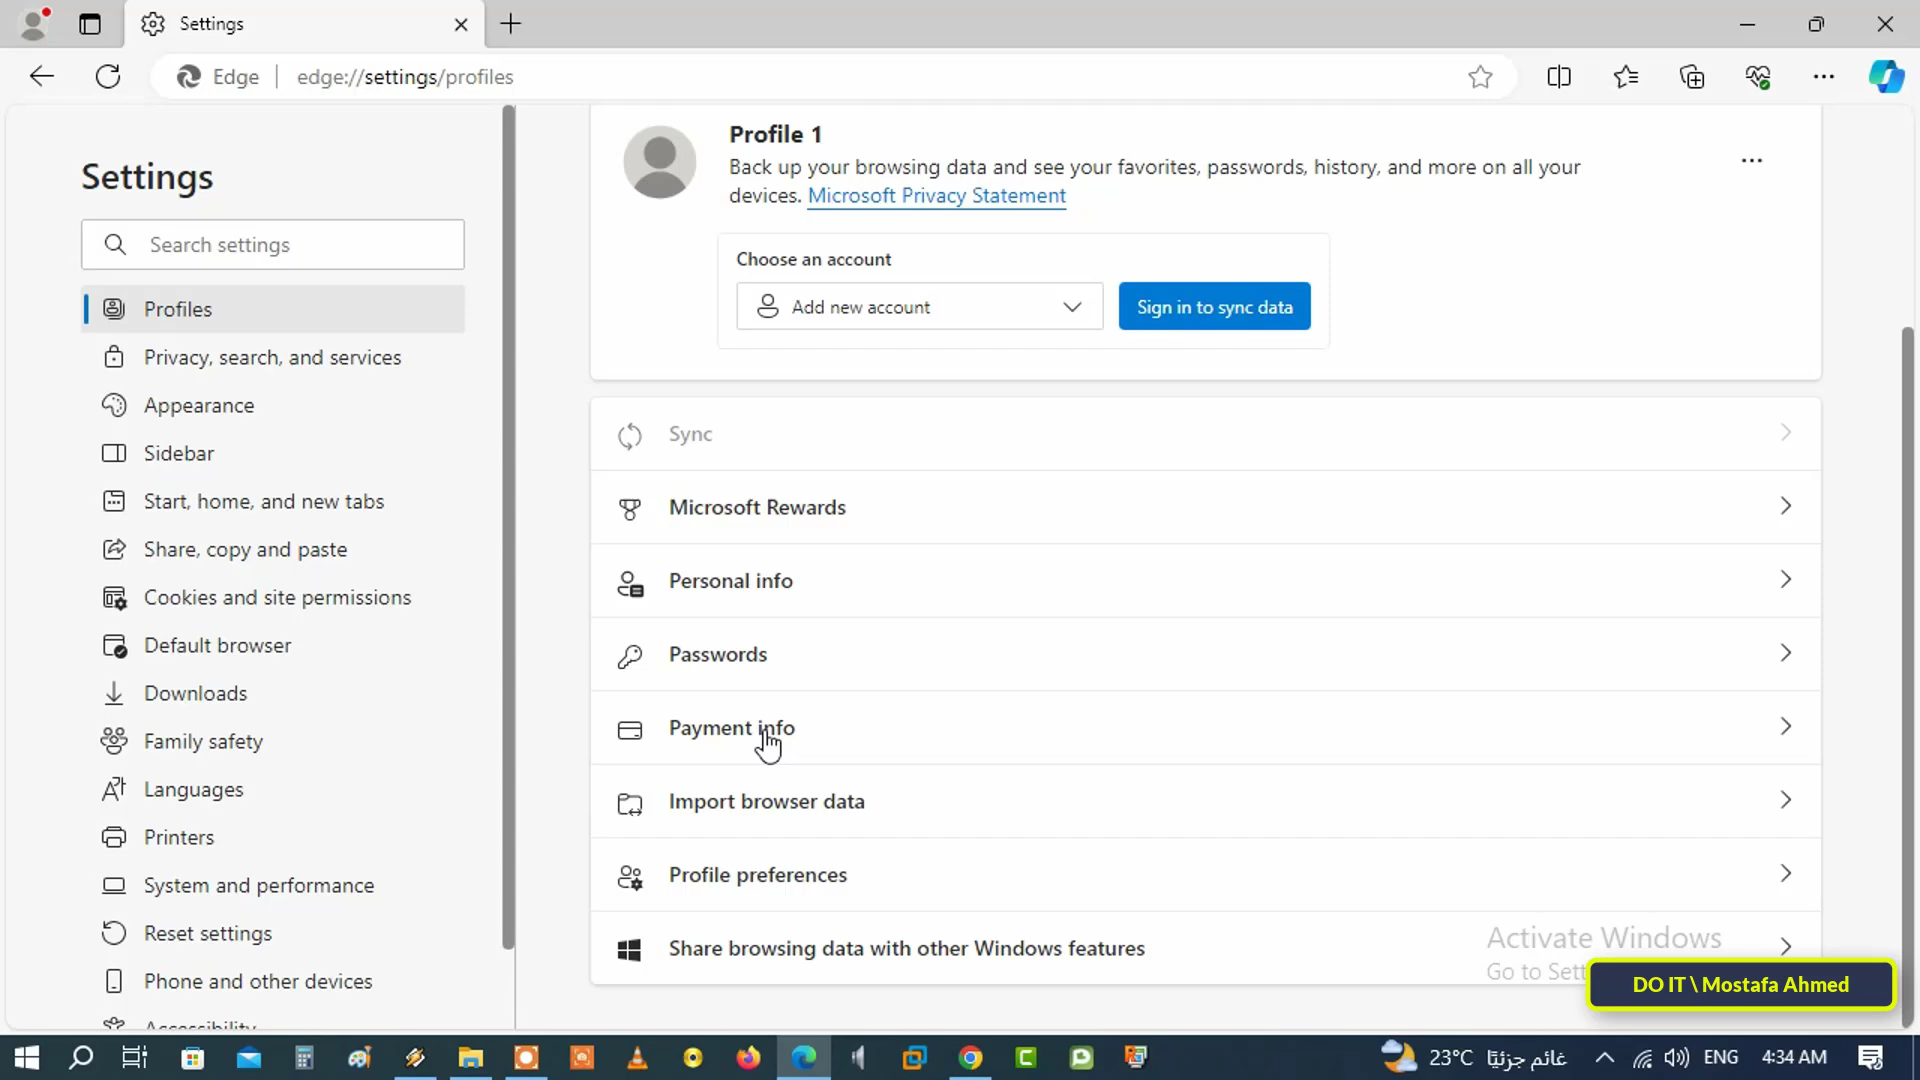 Settings
Edge
edge://settings/profiles
Settings
Search settings
Profiles
Privacy, search, and services
Appearance
Sidebar
Start, home, and new tabs
Share, copy and paste
Cookies and site permissions
Default browser
Downloads
Family safety
Languages
Printers
System and performance
Reset settings
Phone and other devices
Accessibility
Profile 1
Back up your browsing data and see your favorites, passwords, history, and more on all your
devices. Microsoft Privacy Statement
Choose an account
Add new account
Sign in to sync data
Sync
Microsoft Rewards
Personal info
Passwords
Payment info
Import browser data
Profile preferences
Share browsing data with other Windows features
Activate Windows
Go to Sett
DO IT \ Mostafa Ahmed
23°C غائم جزئيًا
ENG
4:34 AM